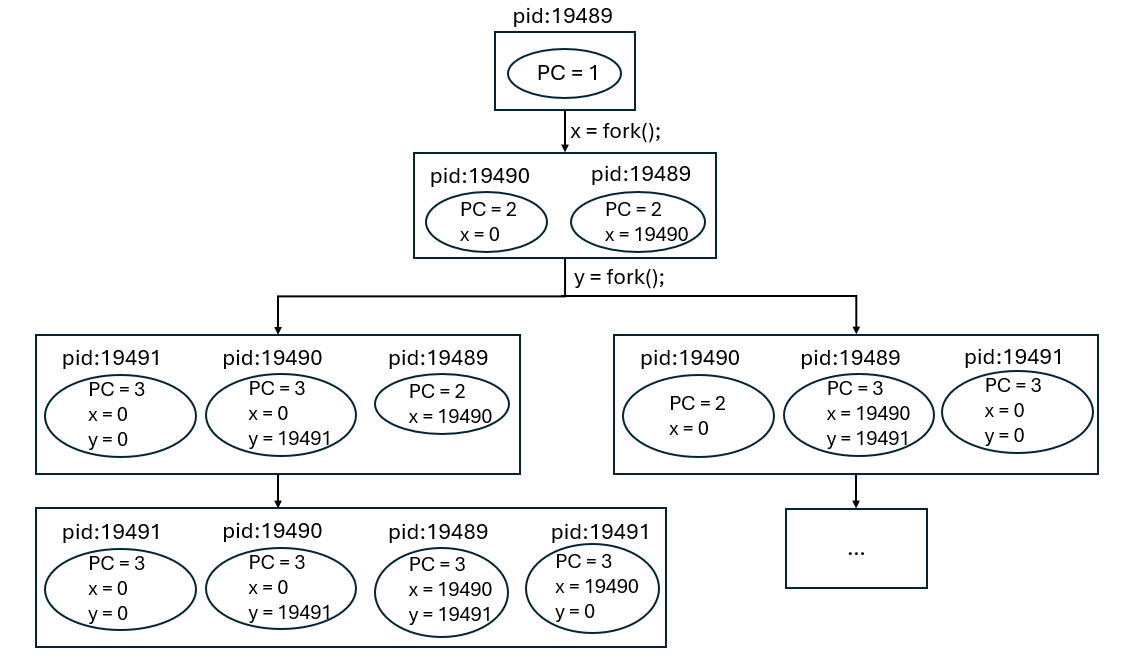 pid:19489
PC = 1
x = fork();
pid:19490
PC = 2
x = 0
pid:19489
PC = 2
x = 19490
y = fork();
pid:19491
PC = 3
x = 0
y = 0
pid:19490
PC = 3
x = 0
y = 19491
pid:19489
PC = 2
x = 19490
pid:19490
PC = 2
x = 0
pid:19489
PC = 3
x = 19490
y = 19491
pid:19491
PC = 3
x = 0
y = 0
pid:19491
PC = 3
x = 0
y = 0
pid:19490
PC = 3
x = 0
y = 19491
pid:19489
PC = 3
x = 19490
y = 19491
pid:19491
PC = 3
x = 19490
y = 0
...